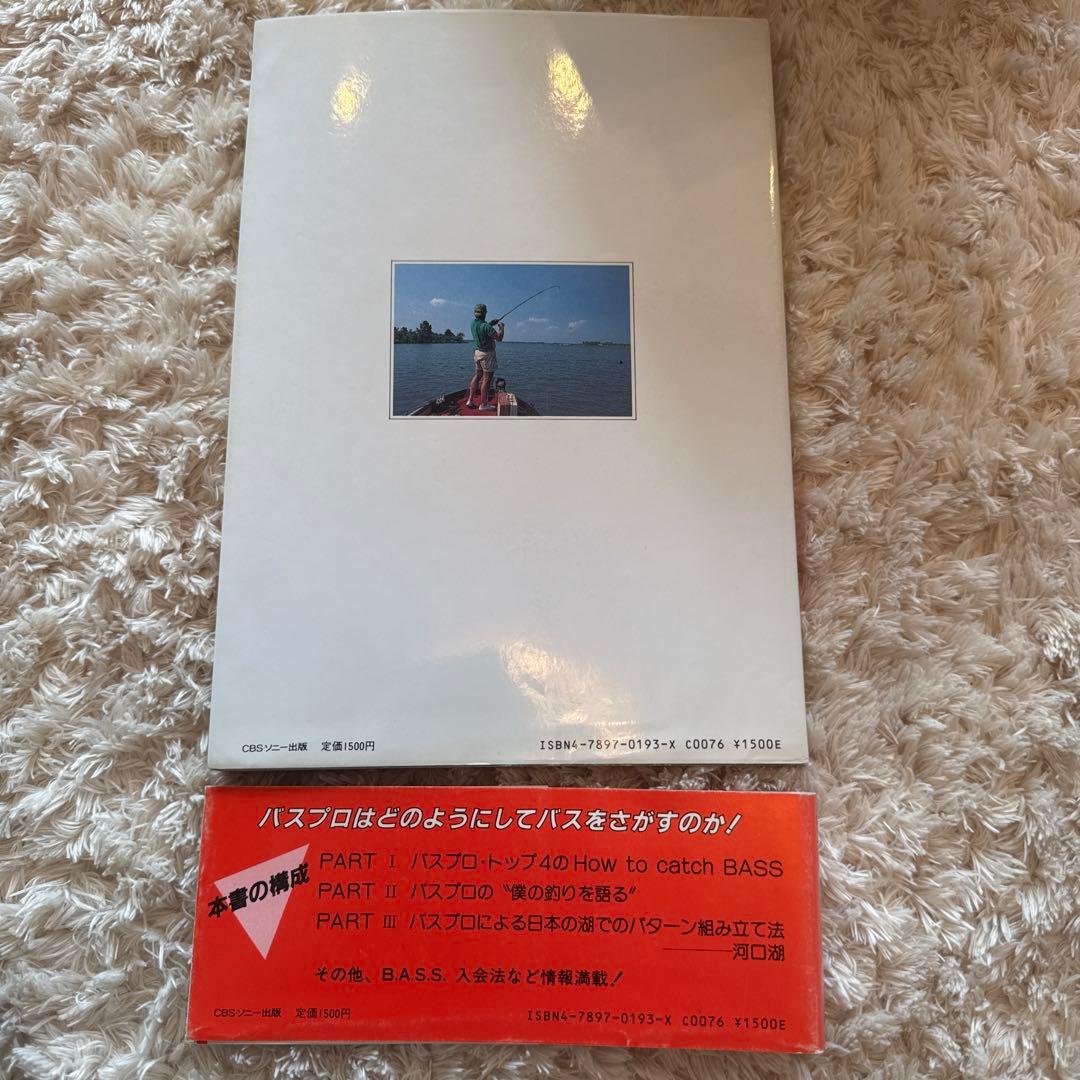 CBSソニー出版 定価1500円
ISBN4-7897-0193-X C0076 ¥1500E
バスプロはどのようにしてバスをさがすのか!
本書の構成
PART I バスプロ・トップ4のHow to catch BASS
PART II バスプロの〝僕の釣りを語る〟
PART III バスプロによる日本の湖でのパターン組み立て法
———河口湖
その他、B.A.S.S. 入会法など情報満載!
CBSソニー出版 定価1500円
ISBN4-7897-0193-X C0076 ¥1500E